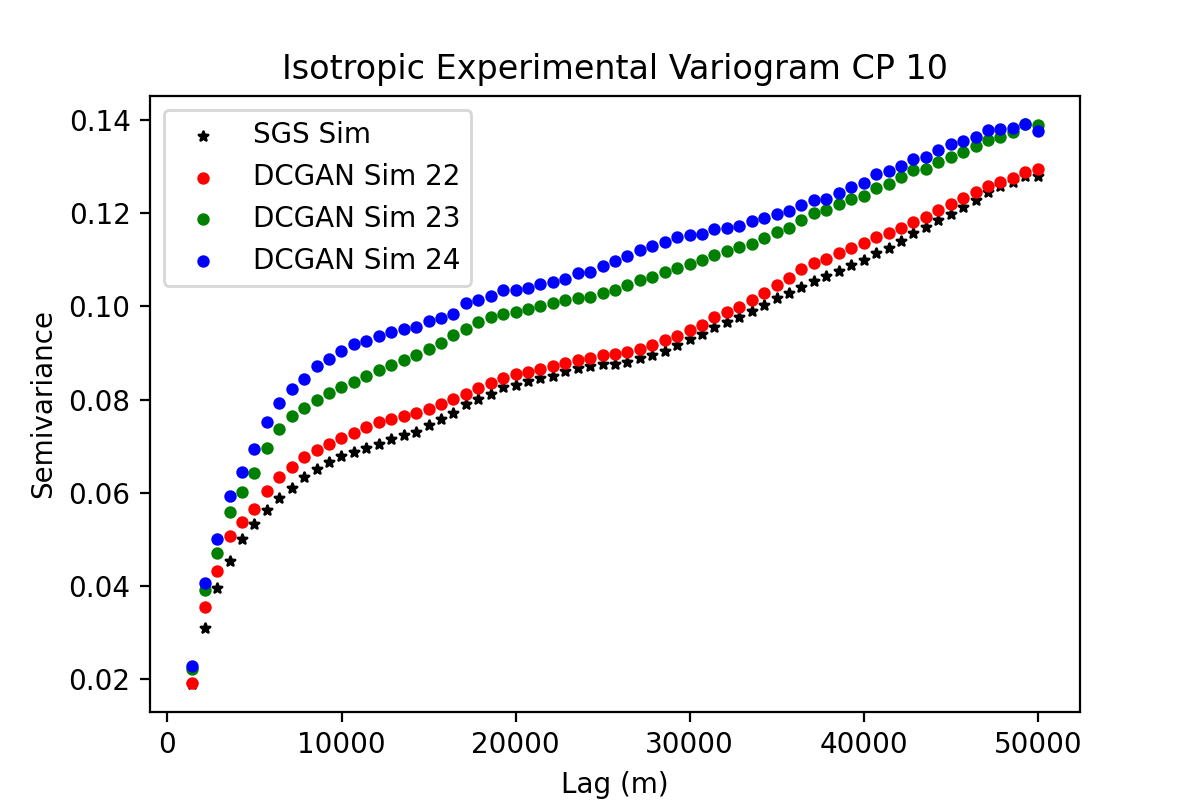 Isotropic Experimental Variogram CP 10
SGS Sim
DCGAN Sim 22
DCGAN Sim 23
DCGAN Sim 24
Semivariance
0.14
0.12
0.10
0.08
0.06
0.04
0.02
0
10000
20000
30000
40000
50000
Lag (m)